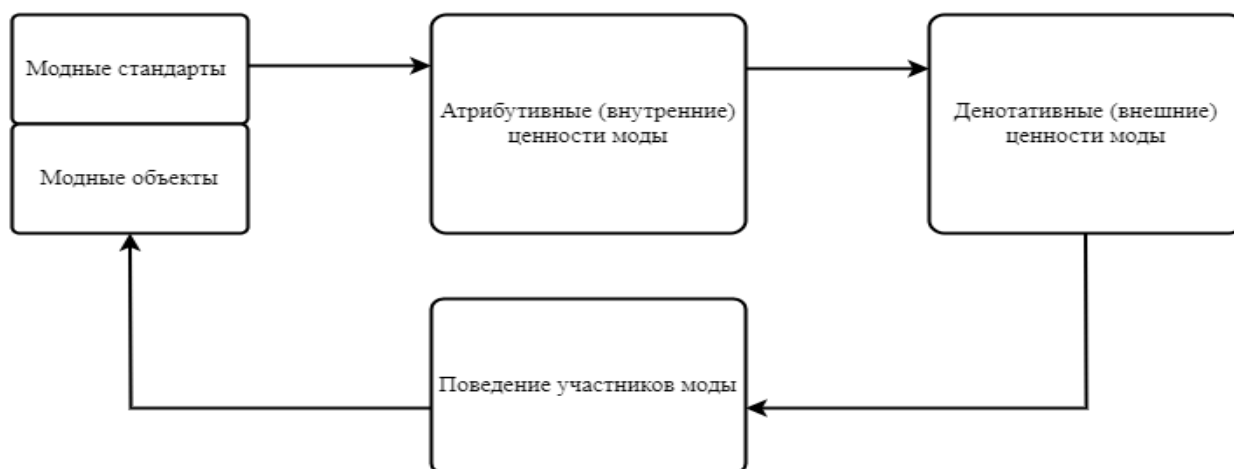 Модные стандарты
Модные объекты
Атрибутивные (внутренние)
ценности моды
Денотативные (внешние)
ценности моды
Поведение участников моды